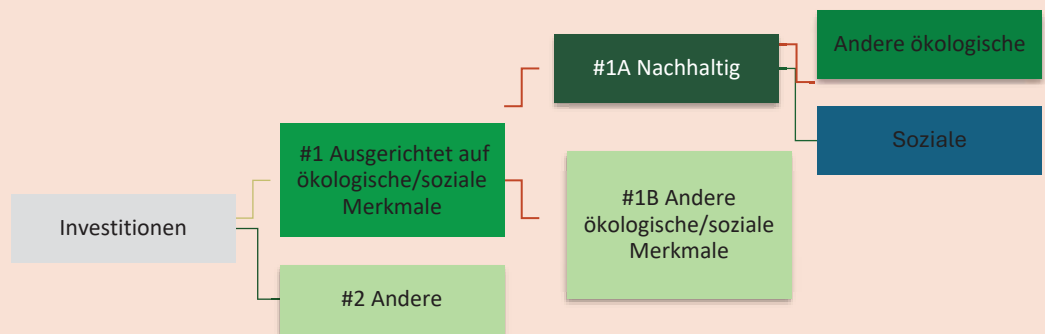 Andere ökologische
#1A Nachhaltig
Soziale
#1 Ausgerichtet auf
ökologische/soziale
Merkmale
#1B Andere
ökologische/soziale
Merkmale
Investitionen
#2 Andere